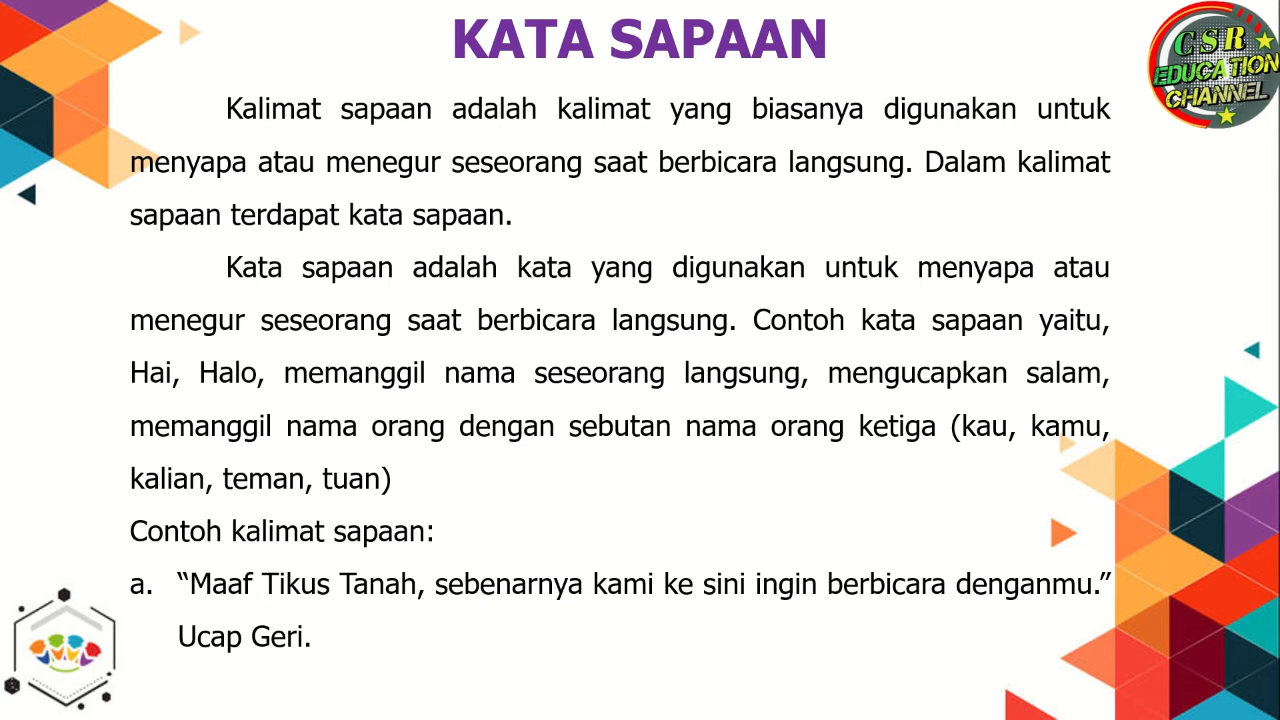 KATA SAPAAN
CSR
EDUCATION
CHANNEL
Kalimat sapaan adalah kalimat yang biasanya digunakan untuk
menyapa atau menegur seseorang saat berbicara langsung. Dalam kalimat
sapaan terdapat kata sapaan.
Kata sapaan adalah kata yang digunakan untuk menyapa atau
menegur seseorang saat berbicara langsung. Contoh kata sapaan yaitu,
Hai, Halo, memanggil nama seseorang langsung, mengucapkan salam,
memanggil nama orang dengan sebutan nama orang ketiga (kau, kamu,
kalian, teman, tuan)
Contoh kalimat sapaan:
a. “Maaf Tikus Tanah, sebenarnya kami ke sini ingin berbicara denganmu.”
Ucap Geri.